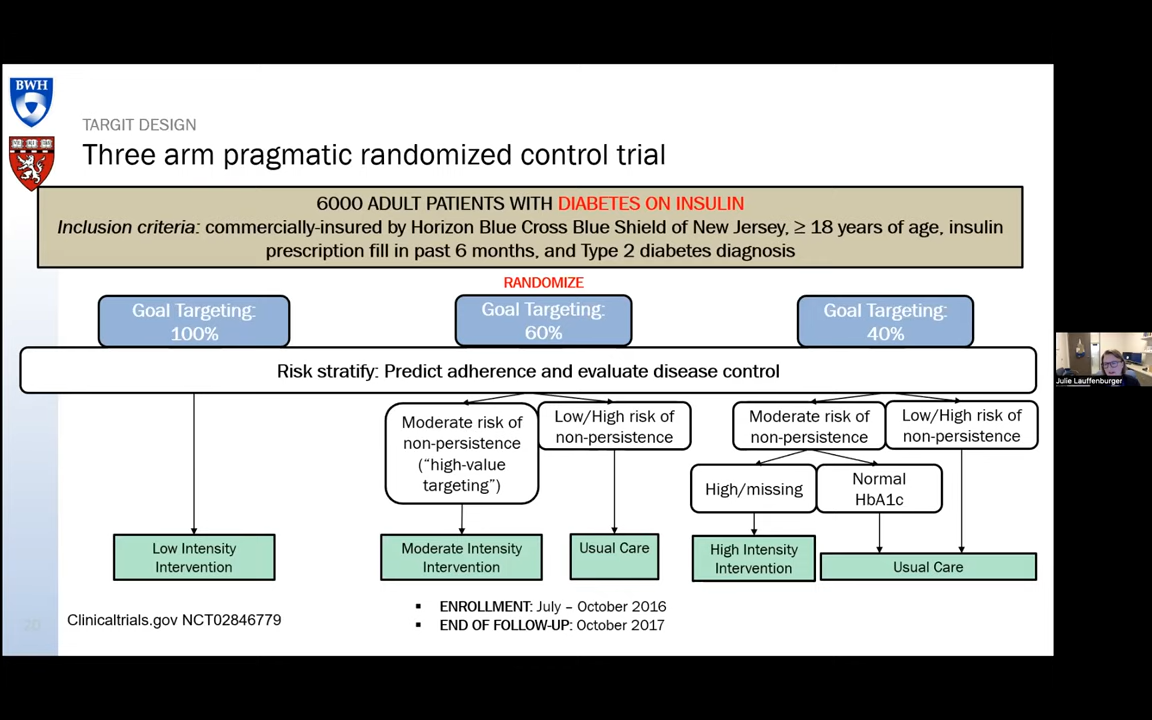 BWH
TARGIT DESIGN
Three arm pragmatic randomized control trial
6000 ADULT PATIENTS WITH DIABETES ON INSULIN
Inclusion criteria: commercially-insured by Horizon Blue Cross Blue Shield of New Jersey, ≥ 18 years of age, insulin
prescription fill in past 6 months, and Type 2 diabetes diagnosis
RANDOMIZE
Goal Targeting:
100%
Goal Targeting:
60%
Goal Targeting:
40%
Risk stratify: Predict adherence and evaluate disease control
Moderate risk of
non-persistence
("high-value
targeting")
Low/High risk of
non-persistence
Moderate risk of
non-persistence
Low/High risk of
non-persistence
High/missing
Normal
HbA1c
Low Intensity
Intervention
Moderate Intensity
Intervention
Usual Care
High Intensity
Intervention
Usual Care
▪ ENROLLMENT: July – October 2016
▪ END OF FOLLOW-UP: October 2017
Clinicaltrials.gov NCT02846779
20
Julie Lauffenburger